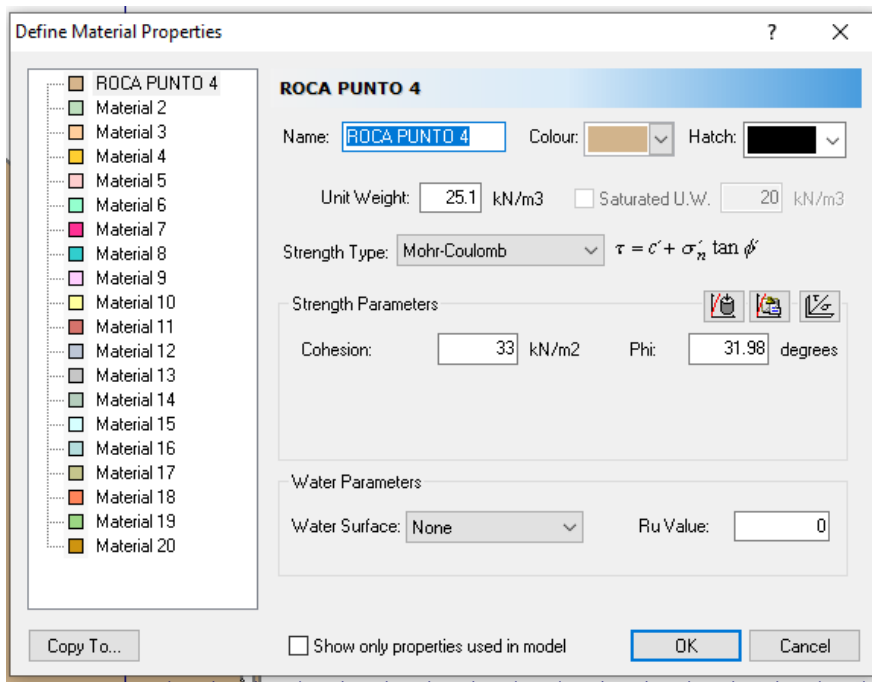 Define Material Properties ? ×
ROCA PUNTO 4
Material 2
Material 3
Material 4
Material 5
Material 6
Material 7
Material 8
Material 9
Material 10
Material 11
Material 12
Material 13
Material 14
Material 15
Material 16
Material 17
Material 18
Material 19
Material 20
Copy To...
ROCA PUNTO 4
Name: ROCA PUNTO 4 Colour: Hatch:
Unit Weight: 25.1 kN/m3 Saturated U.W. 20 kN/m3
Strength Type: Mohr-Coulomb τ = c′ + σ′n tan ϕ′
Strength Parameters
Cohesion: 33 kN/m2 Phi: 31.98 degrees
Water Parameters
Water Surface: None Ru Value: 0
Show only properties used in model OK Cancel